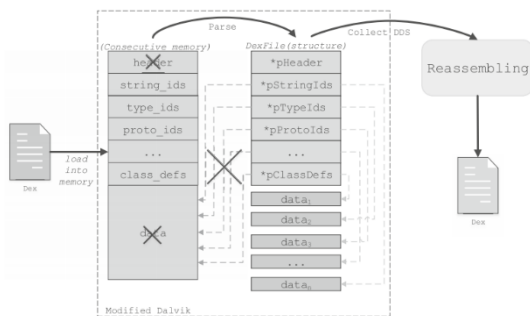 Parse
Collect DDS
(Consecutive memory)
DexFile(structure)
header
*pHeader
string_ids
*pStringIds
Reassembling
type_ids
*pTypeIds
proto_ids
*pProtoIds
...
...
load
into
memory
class_defs
*pClassDefs
Dex
data₁
data₂
data
data₃
...
dataₙ
Dex
Modified Dalvik